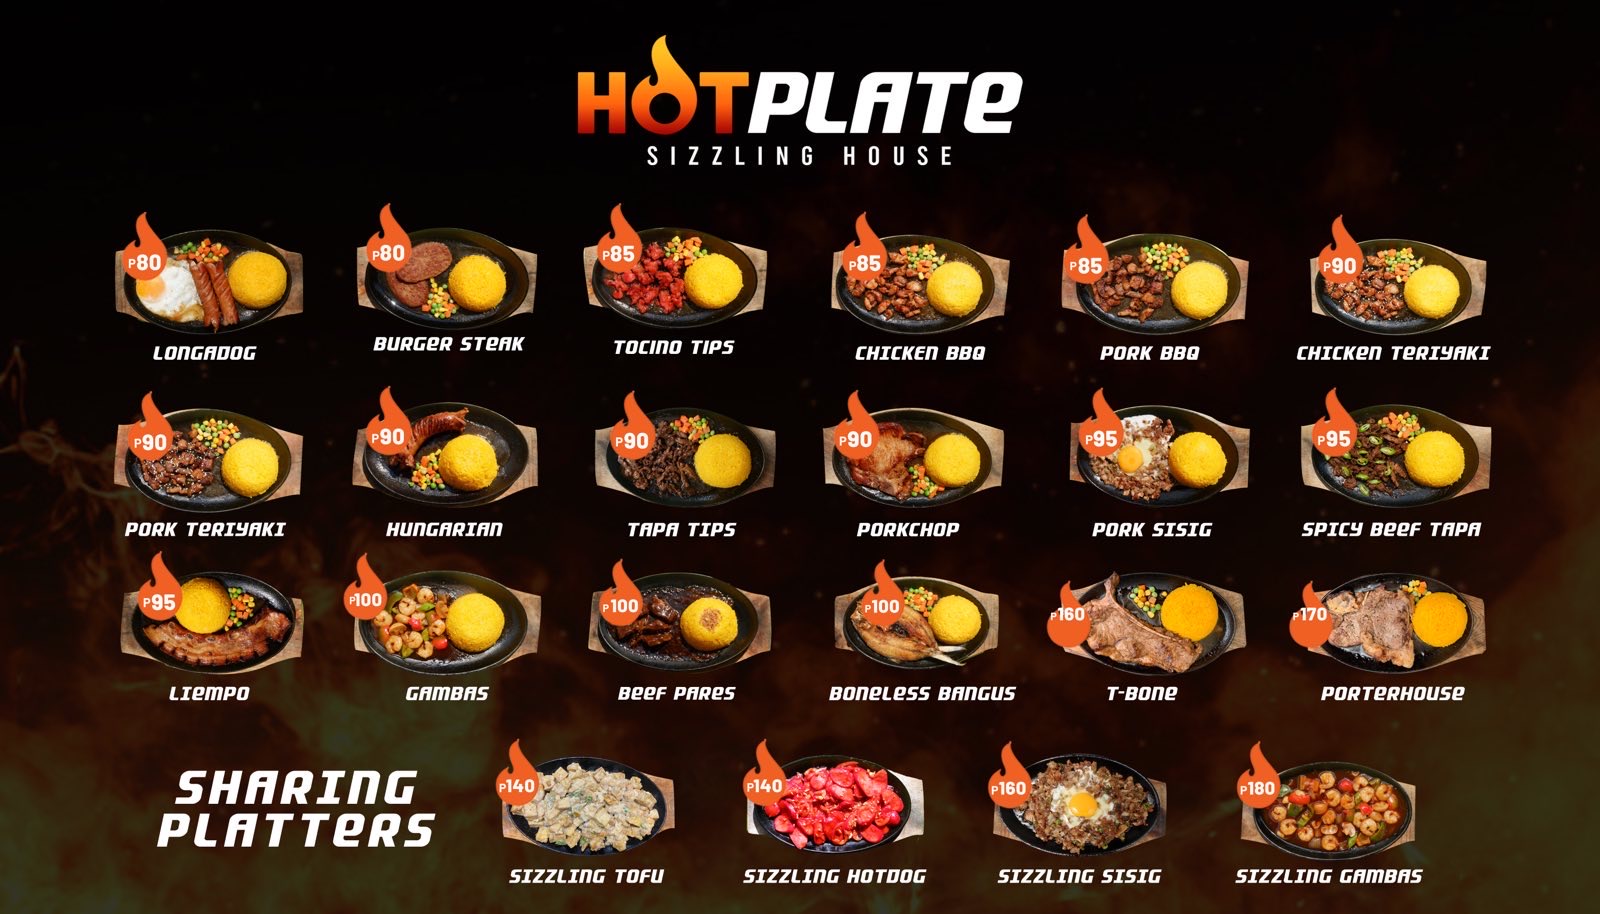 HOTPLATE
SIZZLING HOUSE
P80
P80
P85
P85
P85
P90
LONGADOG
BURGER STEAK
TOCINO TIPS
CHICKEN BBQ
PORK BBQ
CHICKEN TERIYAKI
P90
P90
P90
P90
P95
P95
PORK TERIYAKI
HUNGARIAN
TAPA TIPS
PORKCHOP
PORK SISIG
SPICY BEEF TAPA
P95
P100
P100
P100
P160
P170
LIEMPO
GAMBAS
BEEF PARES
BONELESS BANGUS
T-BONE
PORTERHOUSE
SHARING
PLATTERS
P140
P140
P160
P180
SIZZLING TOFU
SIZZLING HOTDOG
SIZZLING SISIG
SIZZLING GAMBAS